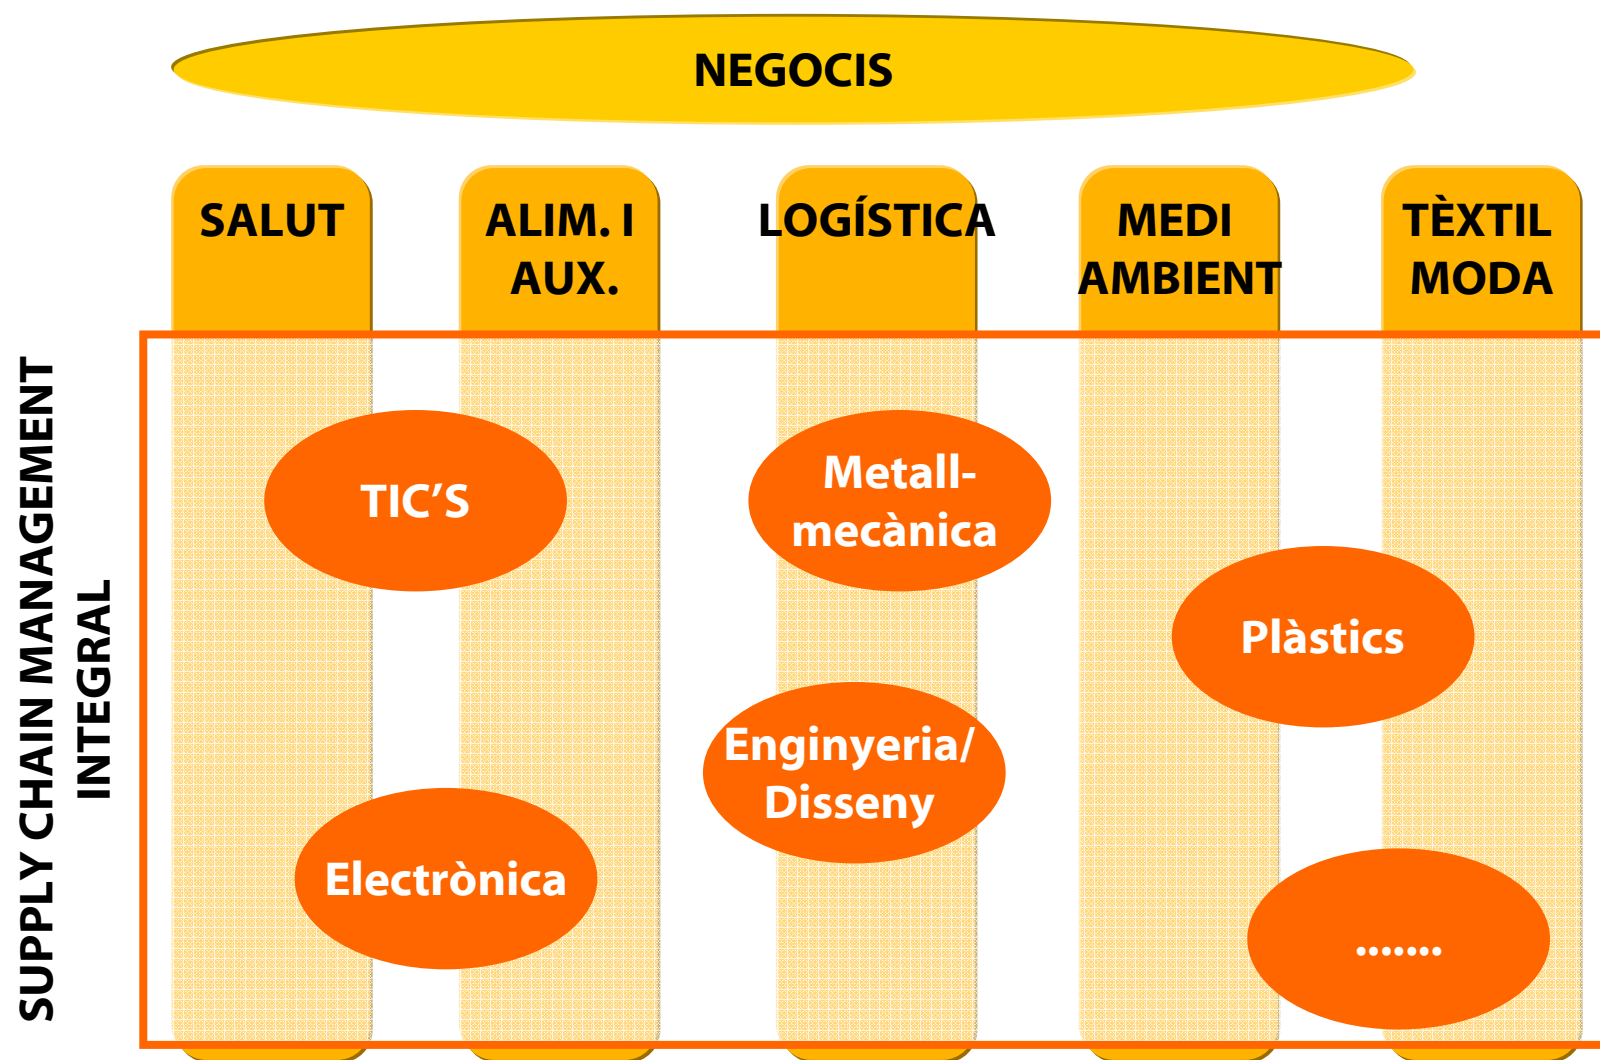 NEGOCIS
SALUT
ALIM. I
AUX.
LOGÍSTICA
MEDI
AMBIENT
TÈXTIL
MODA
SUPPLY CHAIN MANAGEMENT
INTEGRAL
TIC’S
Metall-
mecànica
Plàstics
Enginyeria/
Disseny
Electrònica
.......